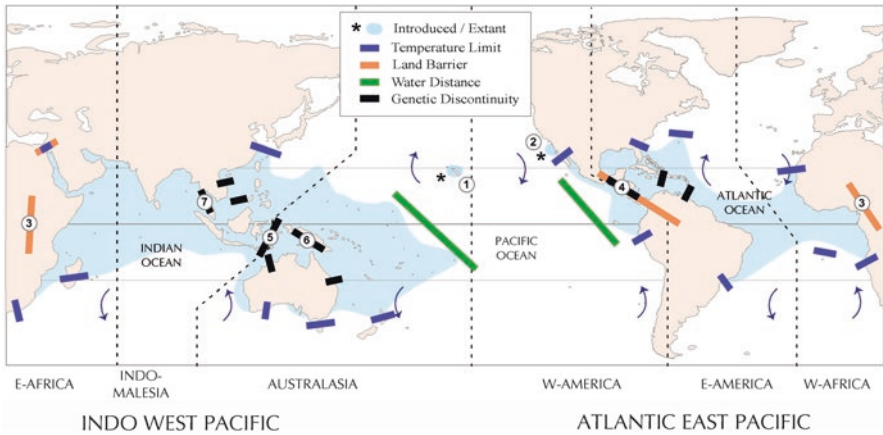 * Introduced / Extant
Temperature Limit
Land Barrier
Water Distance
Genetic Discontinuity
2
*
*
1
7
4
3
3
5
6
ATLANTIC
OCEAN
INDIAN
OCEAN
PACIFIC
OCEAN
E-AFRICA
INDO-
MALESIA
AUSTRALASIA
W-AMERICA
E-AMERICA
W-AFRICA
INDO WEST PACIFIC
ATLANTIC EAST PACIFIC